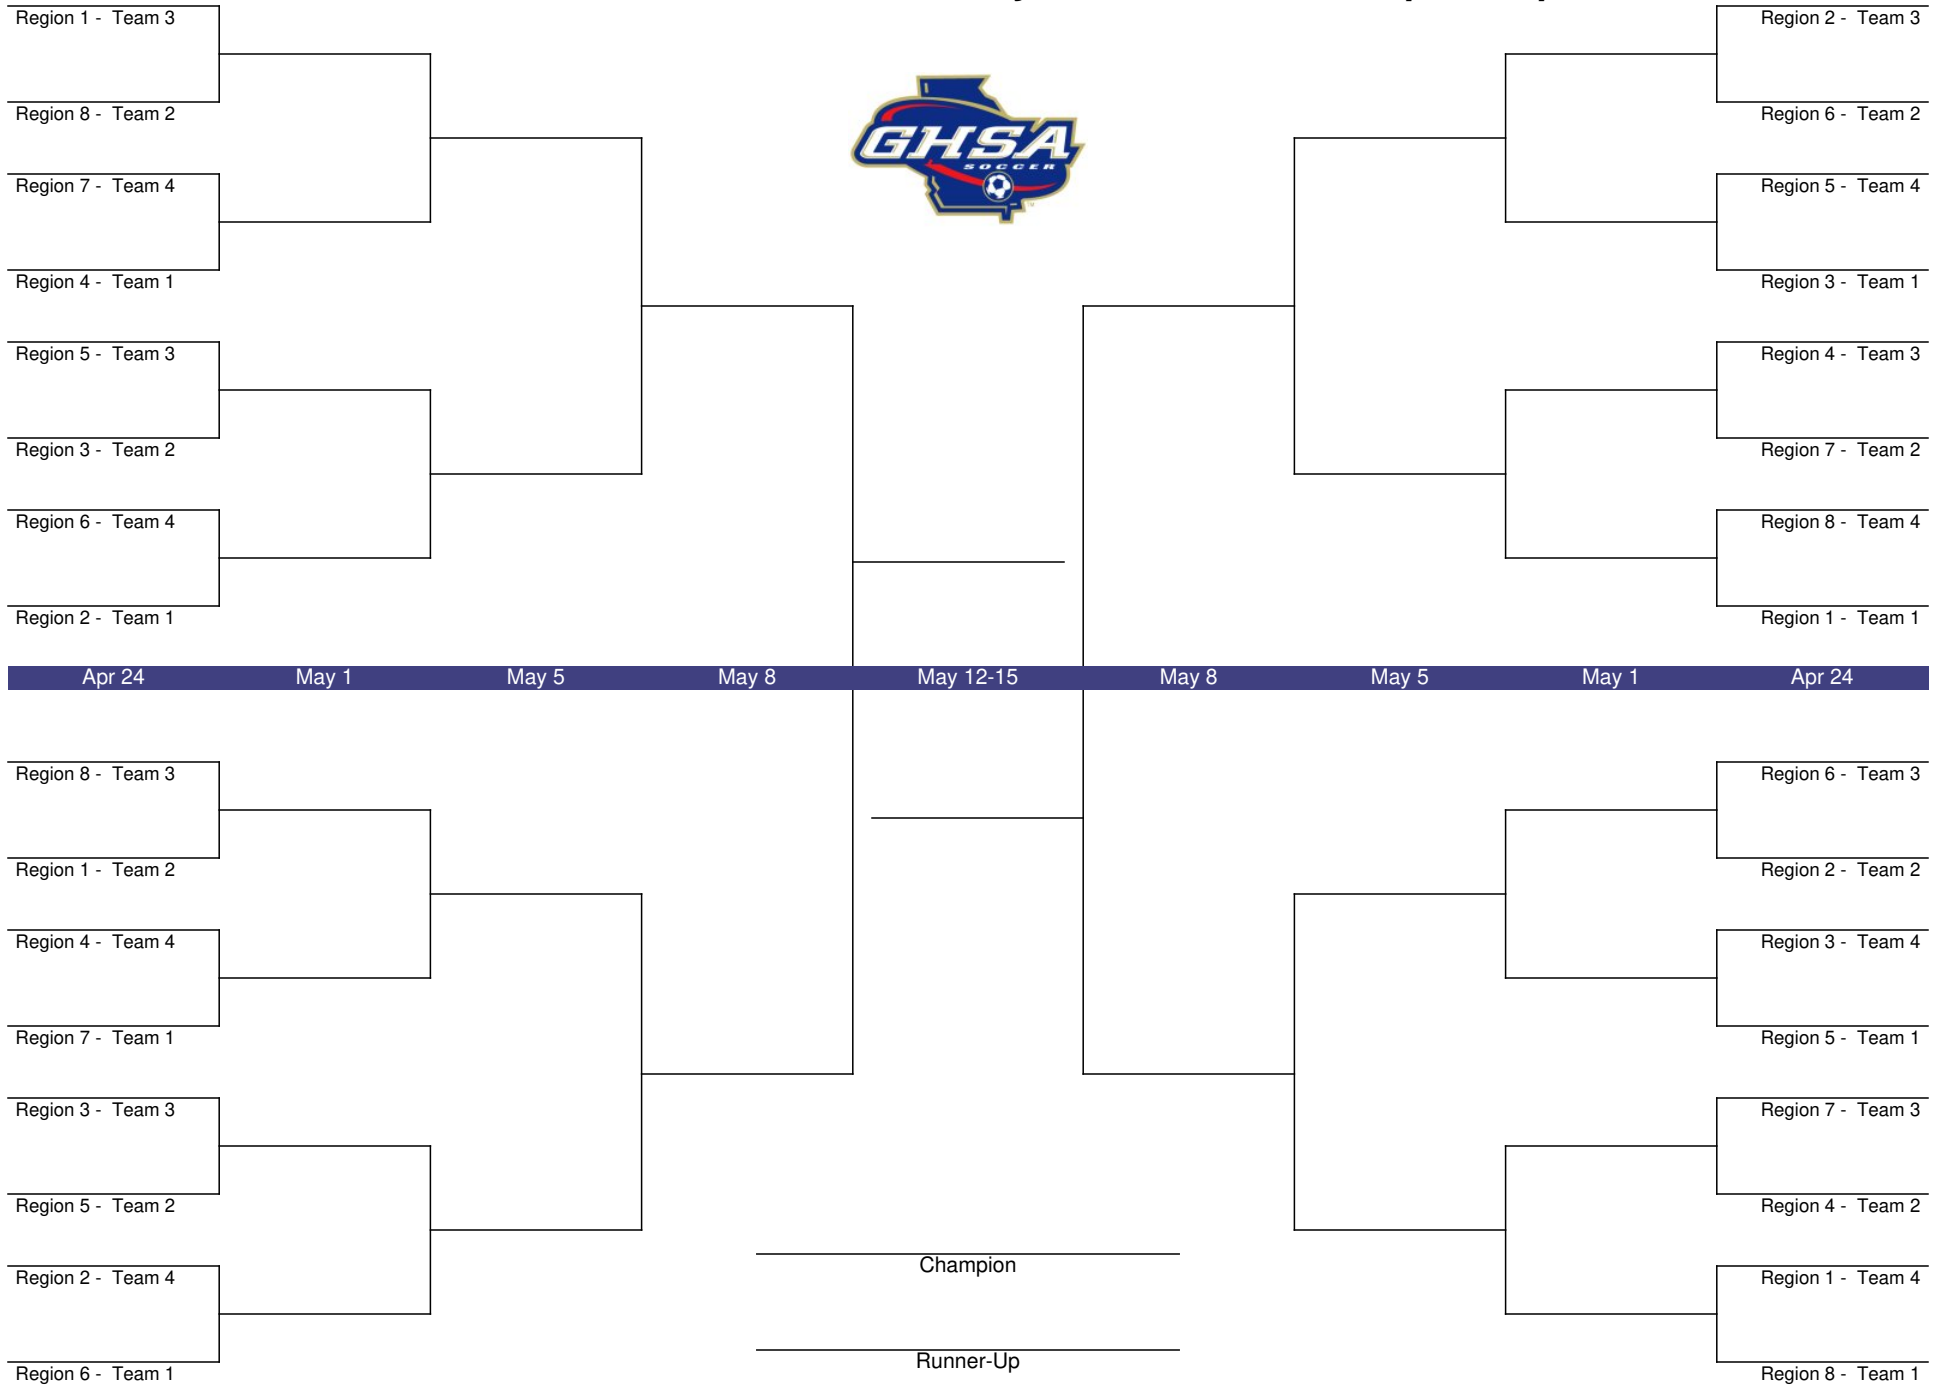 Region 1 - Team 3
Region 8 - Team 2
Region 7 - Team 4
Region 4 - Team 1
Region 5 - Team 3
Region 3 - Team 2
Region 6 - Team 4
Region 2 - Team 1
GHSA
SOCCER
Region 2 - Team 3
Region 6 - Team 2
Region 5 - Team 4
Region 3 - Team 1
Region 4 - Team 3
Region 7 - Team 2
Region 8 - Team 4
Region 1 - Team 1
Apr 24 May 1 May 5 May 8 May 12-15 May 8 May 5 May 1 Apr 24
Region 8 - Team 3
Region 1 - Team 2
Region 4 - Team 4
Region 7 - Team 1
Region 3 - Team 3
Region 5 - Team 2
Region 2 - Team 4
Region 6 - Team 1
Champion
Runner-Up
Region 6 - Team 3
Region 2 - Team 2
Region 3 - Team 4
Region 5 - Team 1
Region 7 - Team 3
Region 4 - Team 2
Region 1 - Team 4
Region 8 - Team 1